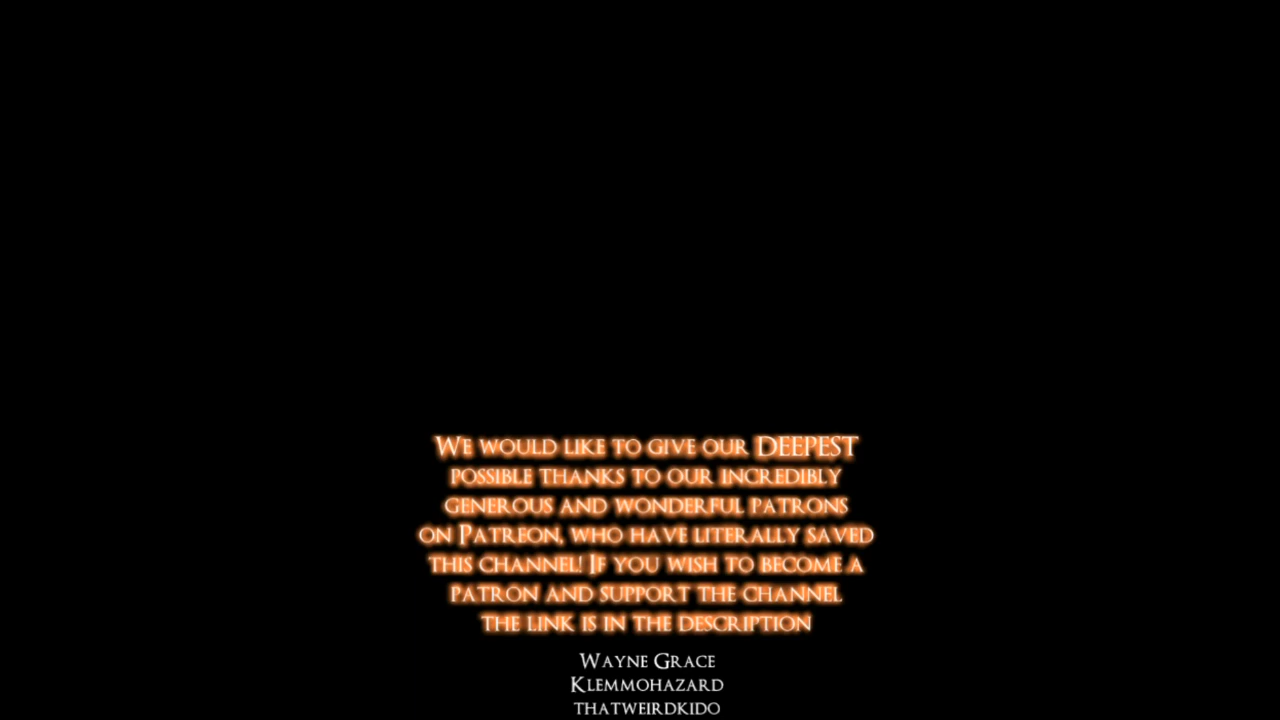 We would like to give our DEEPEST
possible thanks to our incredibly
generous and wonderful patrons
on Patreon, who have literally saved
this channel! If you wish to become a
patron and support the channel
the link is in the description
Wayne Grace
Klemmohazard
thatweirdkido